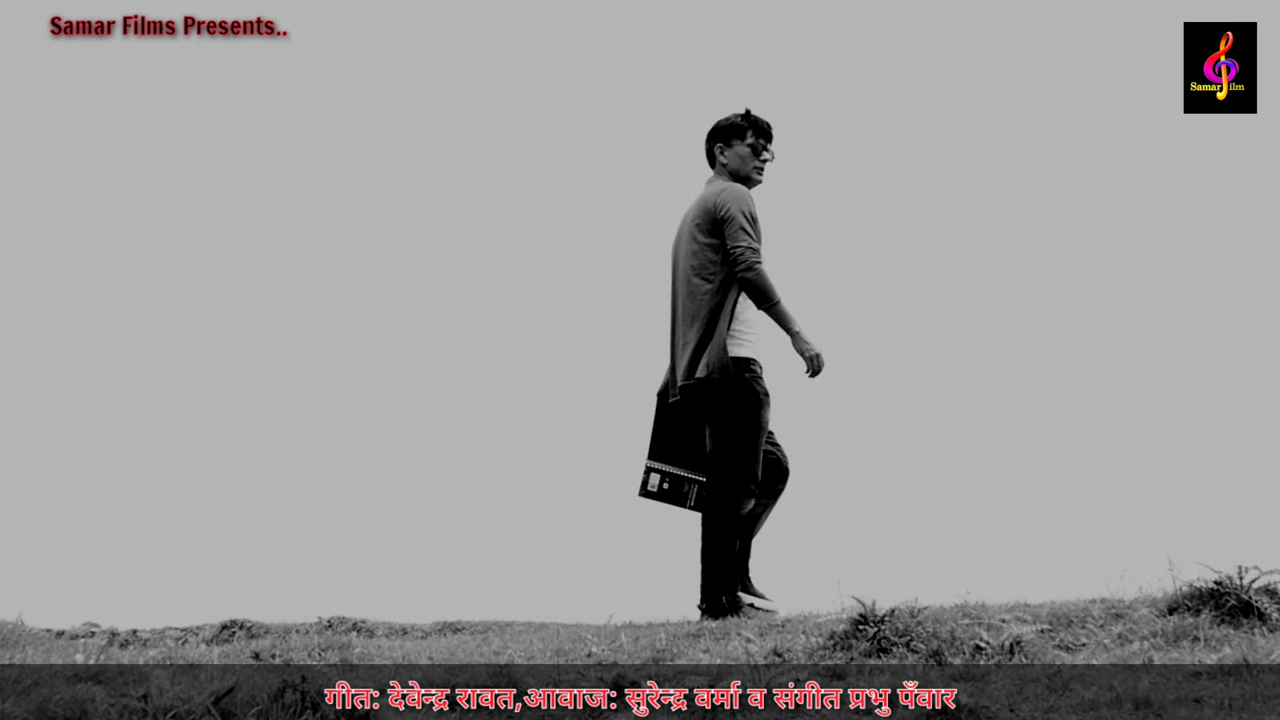 Samar Films Presents..
Samar Film
गीत: देवेन्द्र रावत,आवाज: सुरेन्द्र वर्मा व संगीत प्रभु पँवार